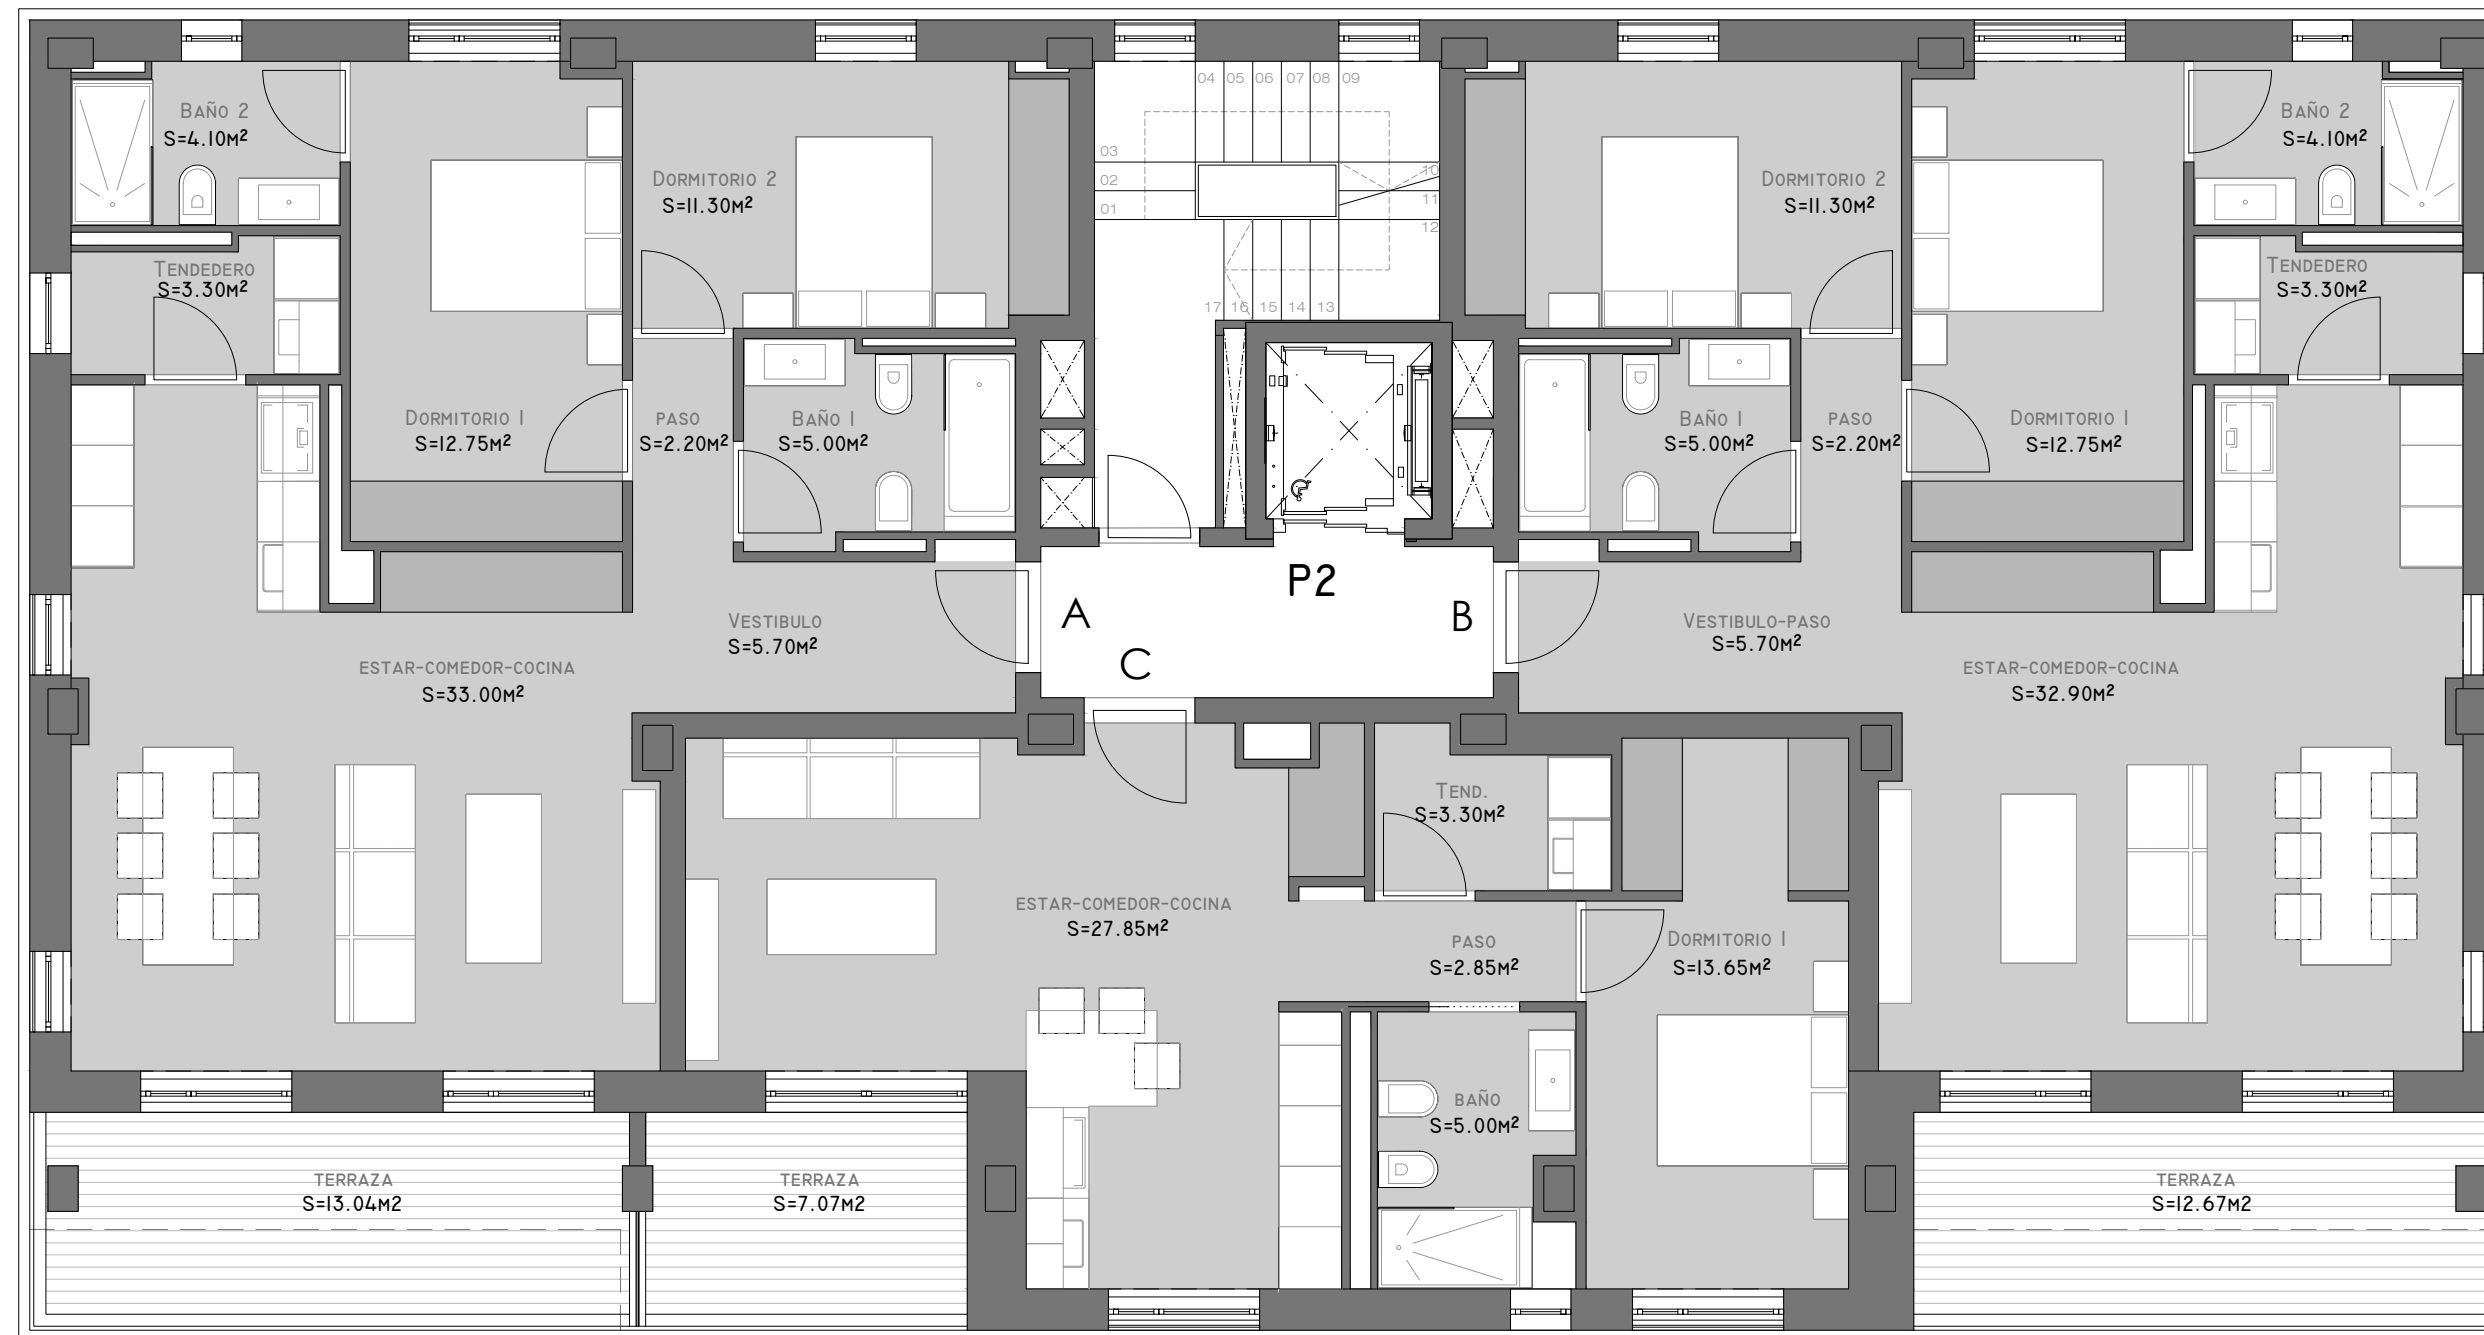 BAÑO 2
S=4.10M²
TENDEDERO
S=3.30M²
DORMITORIO 1
S=12.75M²
DORMITORIO 2
S=11.30M²
PASO
S=2.20M²
BAÑO 1
S=5.00M²
VESTIBULO
S=5.70M²
ESTAR-COMEDOR-COCINA
S=33.00M²
04 05 06 07 08 09
03
02
01
10
11
12
17 16 15 14 13
P2
A
B
C
DORMITORIO 2
S=11.30M²
BAÑO 2
S=4.10M²
TENDEDERO
S=3.30M²
BAÑO 1
S=5.00M²
PASO
S=2.20M²
DORMITORIO 1
S=12.75M²
VESTIBULO-PASO
S=5.70M²
ESTAR-COMEDOR-COCINA
S=32.90M²
TEND.
S=3.30M²
ESTAR-COMEDOR-COCINA
S=27.85M²
PASO
S=2.85M²
DORMITORIO 1
S=13.65M²
BAÑO
S=5.00M²
TERRAZA
S=13.04M2
TERRAZA
S=7.07M2
TERRAZA
S=12.67M2